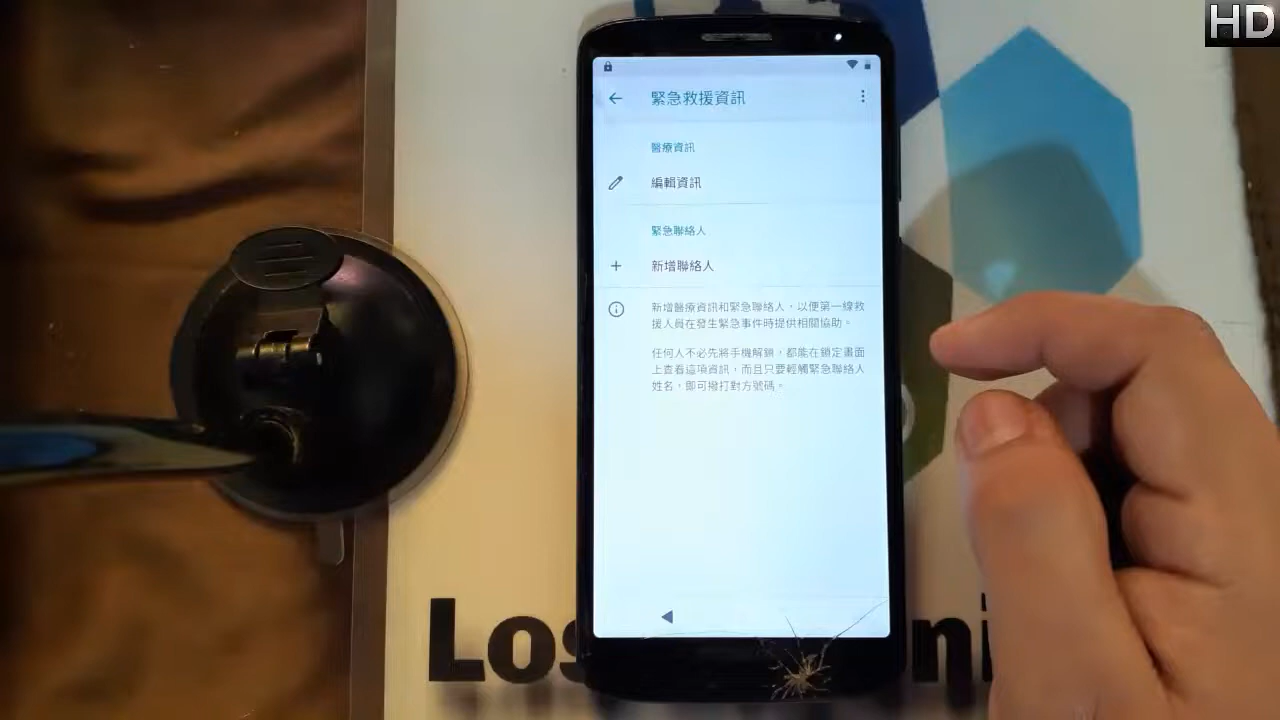 HD
緊急救援資訊
醫療資訊
編輯資訊
緊急聯絡人
新增聯絡人
新增醫療資訊和緊急聯絡人，以便第一線救
援人員在發生緊急事件時提供相關協助。
任何人不必先將手機解鎖，都能在鎖定畫面
上查看這項資訊，而且只要輕觸緊急聯絡人
姓名，即可撥打對方號碼。